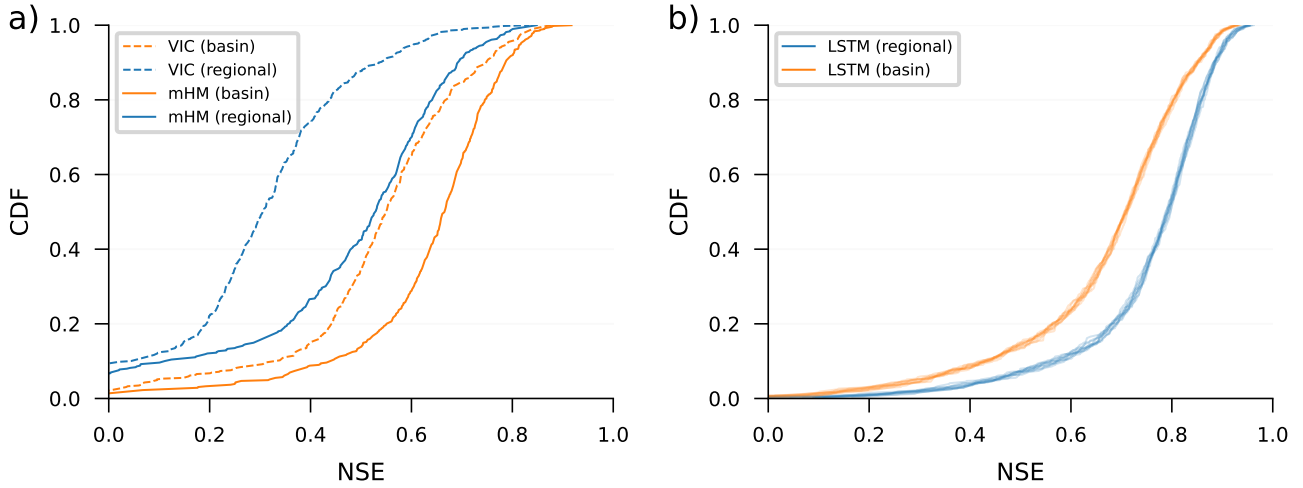 a)
VIC (basin)
VIC (regional)
mHM (basin)
mHM (regional)
CDF
1.0
0.8
0.6
0.4
0.2
0.0
0.0 0.2 0.4 0.6 0.8 1.0
NSE
b)
LSTM (regional)
LSTM (basin)
CDF
1.0
0.8
0.6
0.4
0.2
0.0
0.0 0.2 0.4 0.6 0.8 1.0
NSE